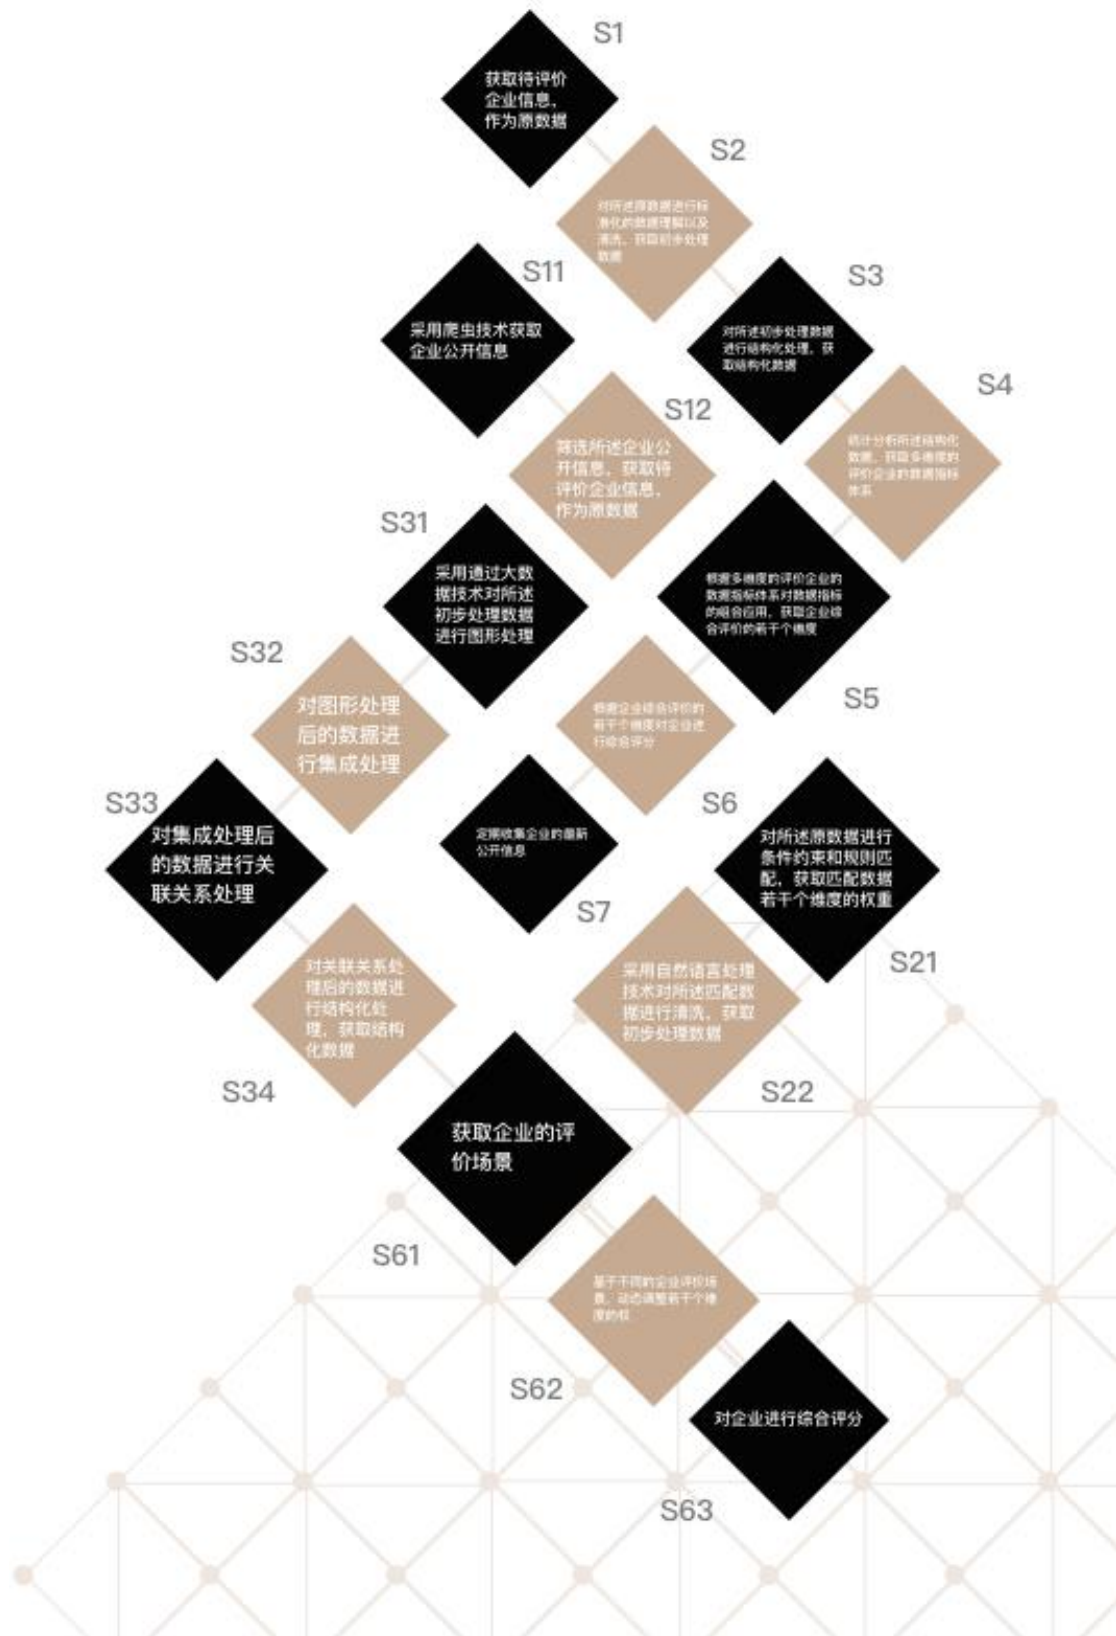 S1
获取待评价
企业信息，
作为原数据
S2
对所述原数据进行标
准化的数据理解以及
清洗，获取初步处理
数据
S3
对所述初步处理数据
进行结构化处理，获
取结构化数据
S4
统计分析所述结构化
数据，获取多维度的
评价企业的数据指标
体系
S11
采用爬虫技术获取
企业公开信息
S12
筛选所述企业公
开信息，获取待
评价企业信息，
作为原数据
S31
采用通过大数
据技术对所述
初步处理数据
进行图形处理
根据多维度的评价企业的
数据指标体系对数据指标
的组合应用，获取企业综
合评价的若干个维度
S5
S32
对图形处理
后的数据进
行集成处理
根据企业综合评价的
若干个维度对企业进
行综合评分
S6
S33
对集成处理后
的数据进行关
联关系处理
定期收集企业的最新
公开信息
S7
对所述原数据进行
条件约束和规则匹
配，获取匹配数据
若干个维度的权重
S21
对关联关系处
理后的数据进
行结构化处
理，获取结构
化数据
S34
采用自然语言处理
技术对所述匹配数
据进行清洗，获取
初步处理数据
S22
获取企业的评
价场景
S61
基于不同的企业评价场
景，动态调整若干个维
度的权
S62
对企业进行综合评分
S63